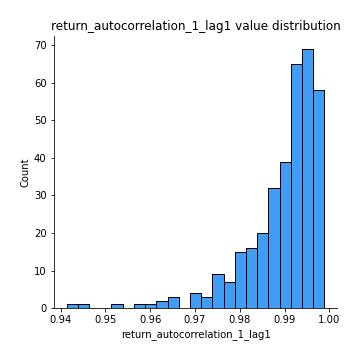 return_autocorrelation_1_lag1 value distribution
70
60
50
40
30
20
10
0
Count
0.94 0.95 0.96 0.97 0.98 0.99 1.00
return_autocorrelation_1_lag1